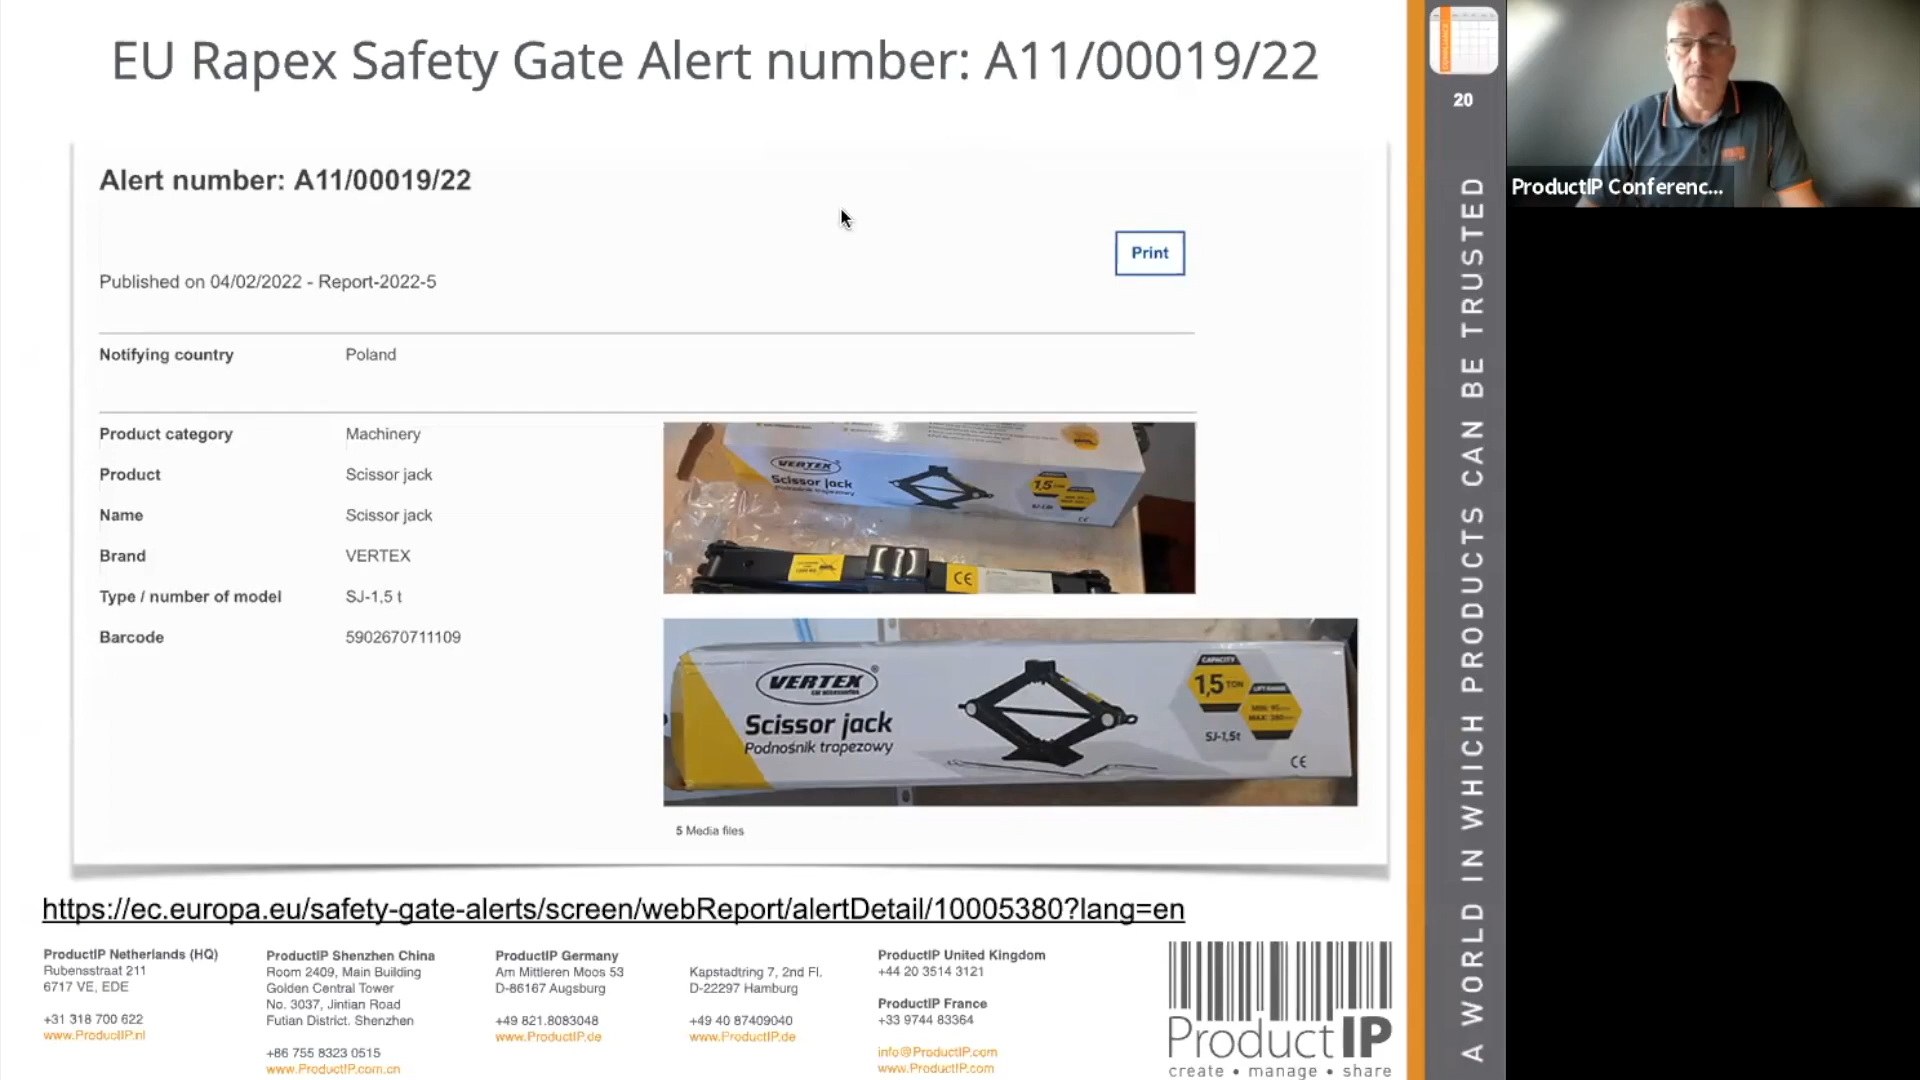 EU Rapex Safety Gate Alert number: A11/00019/22
Alert number: A11/00019/22
Print
Published on 04/02/2022 - Report-2022-5
Notifying country Poland
Product category Machinery
Product Scissor jack
Name Scissor jack
Brand VERTEX
Type / number of model SJ-1,5 t
Barcode 5902670711109
VERTEX
Scissor jack
Podnośnik trapezowy
1,5
CE
CE
VERTEX®
car accessories
Scissor jack
Podnośnik trapezowy
CAPACITY
1,5 TON
LIFT RANGE
SJ-1,5t
CE
5 Media files
https://ec.europa.eu/safety-gate-alerts/screen/webReport/alertDetail/10005380?lang=en
ProductIP Netherlands (HQ)
Rubensstraat 211
6717 VE, EDE
+31 318 700 622
www.ProductIP.nl
ProductIP Shenzhen China
Room 2409, Main Building
Golden Central Tower
No. 3037, Jintian Road
Futian District. Shenzhen
+86 755 8323 0515
www.ProductIP.com.cn
ProductIP Germany
Am Mittleren Moos 53
D-86167 Augsburg
+49 821.8083048
www.ProductIP.de
Kapstadtring 7, 2nd Fl.
D-22297 Hamburg
+49 40 87409040
www.ProductIP.de
ProductIP United Kingdom
+44 20 3514 3121
ProductIP France
+33 9744 83364
info@ProductIP.com
www.ProductIP.com
ProductIP
create • manage • share
20
A WORLD IN WHICH PRODUCTS CAN BE TRUSTED
ProductIP Conferenc...